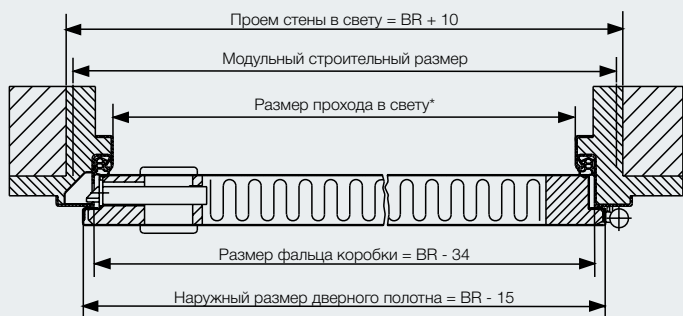 Проем стены в свету = BR + 10
Модульный строительный размер
Размер прохода в свету*
Размер фальца коробки = BR - 34
Наружный размер дверного полотна = BR - 15